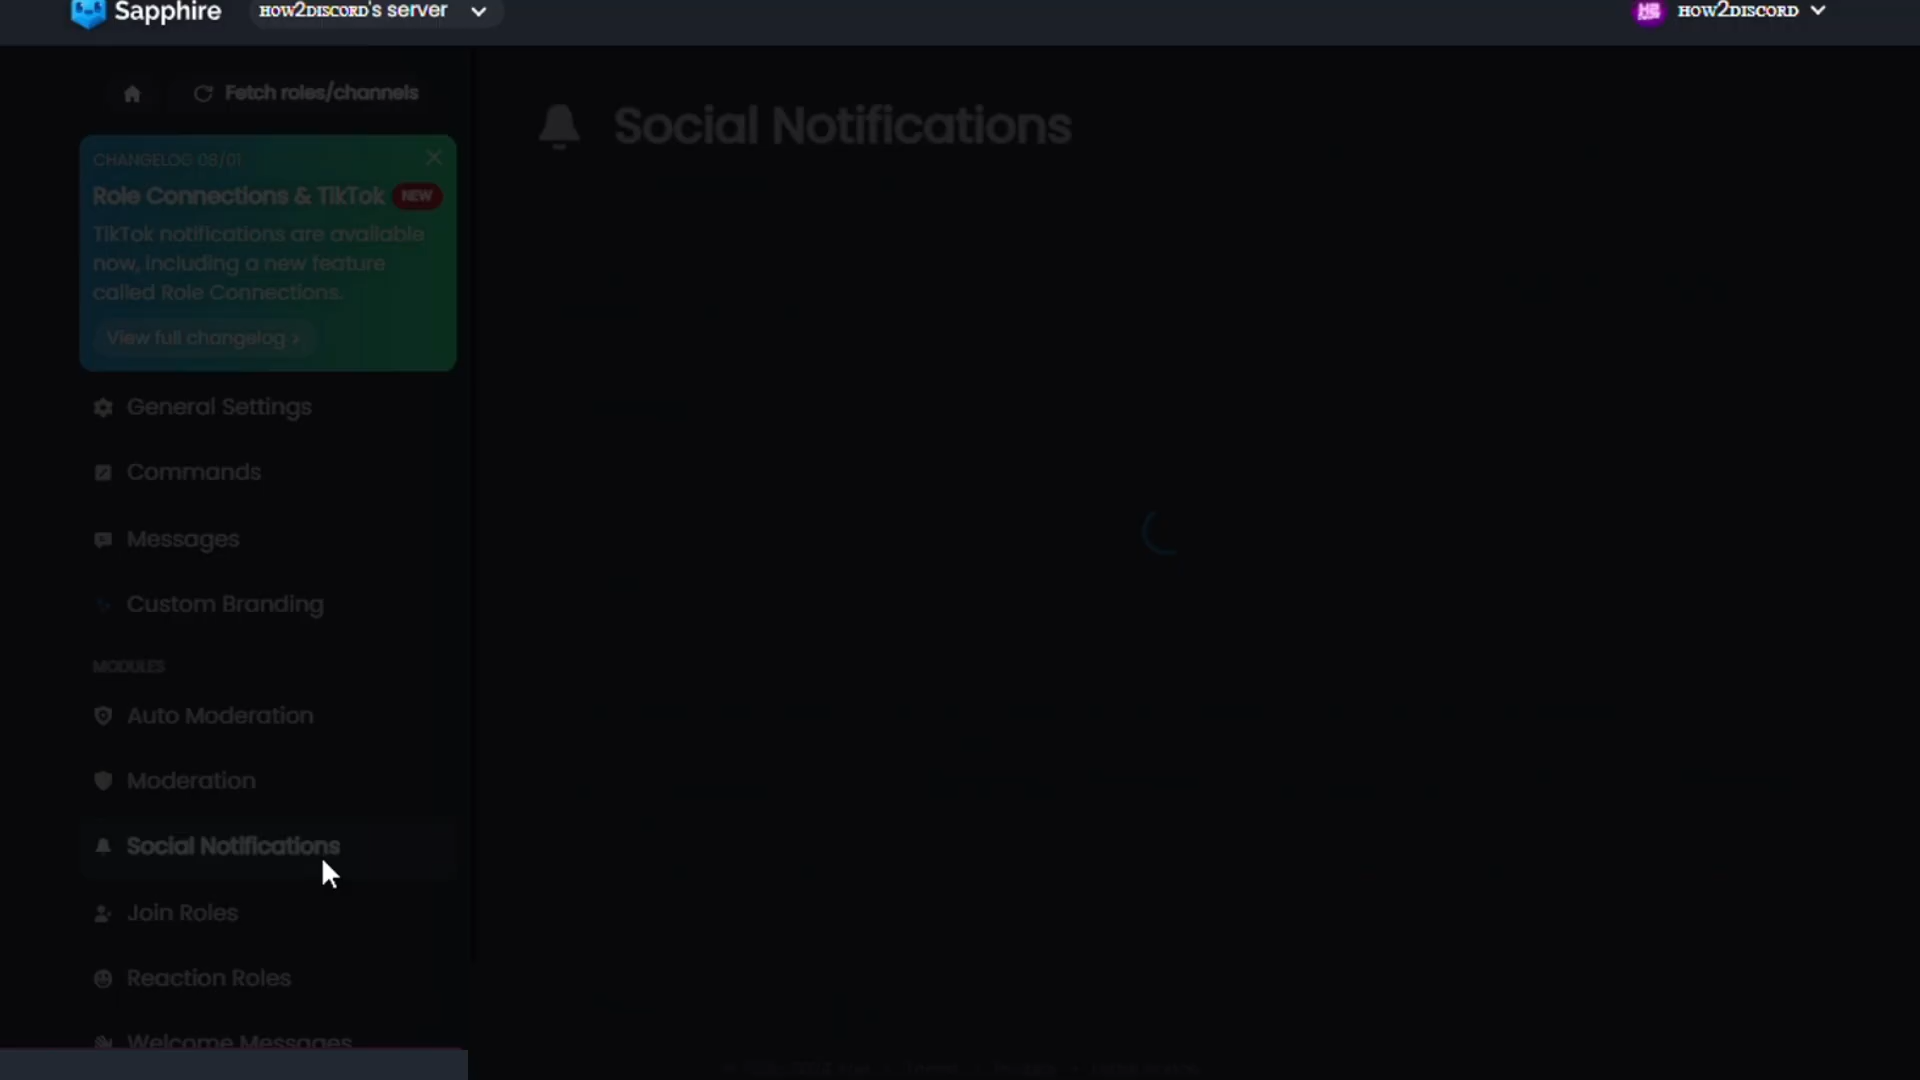 Sapphire
HOW2DISCORD's server
HOW2DISCORD
Fetch roles/channels
CHANGELOG 08/01
Role Connections & TikTok NEW
TikTok notifications are available
now, including a new feature
called Role Connections.
View full changelog >
General Settings
Commands
Messages
Custom Branding
MODULES
Auto Moderation
Moderation
Social Notifications
Join Roles
Reaction Roles
Welcome Messages
Social Notifications